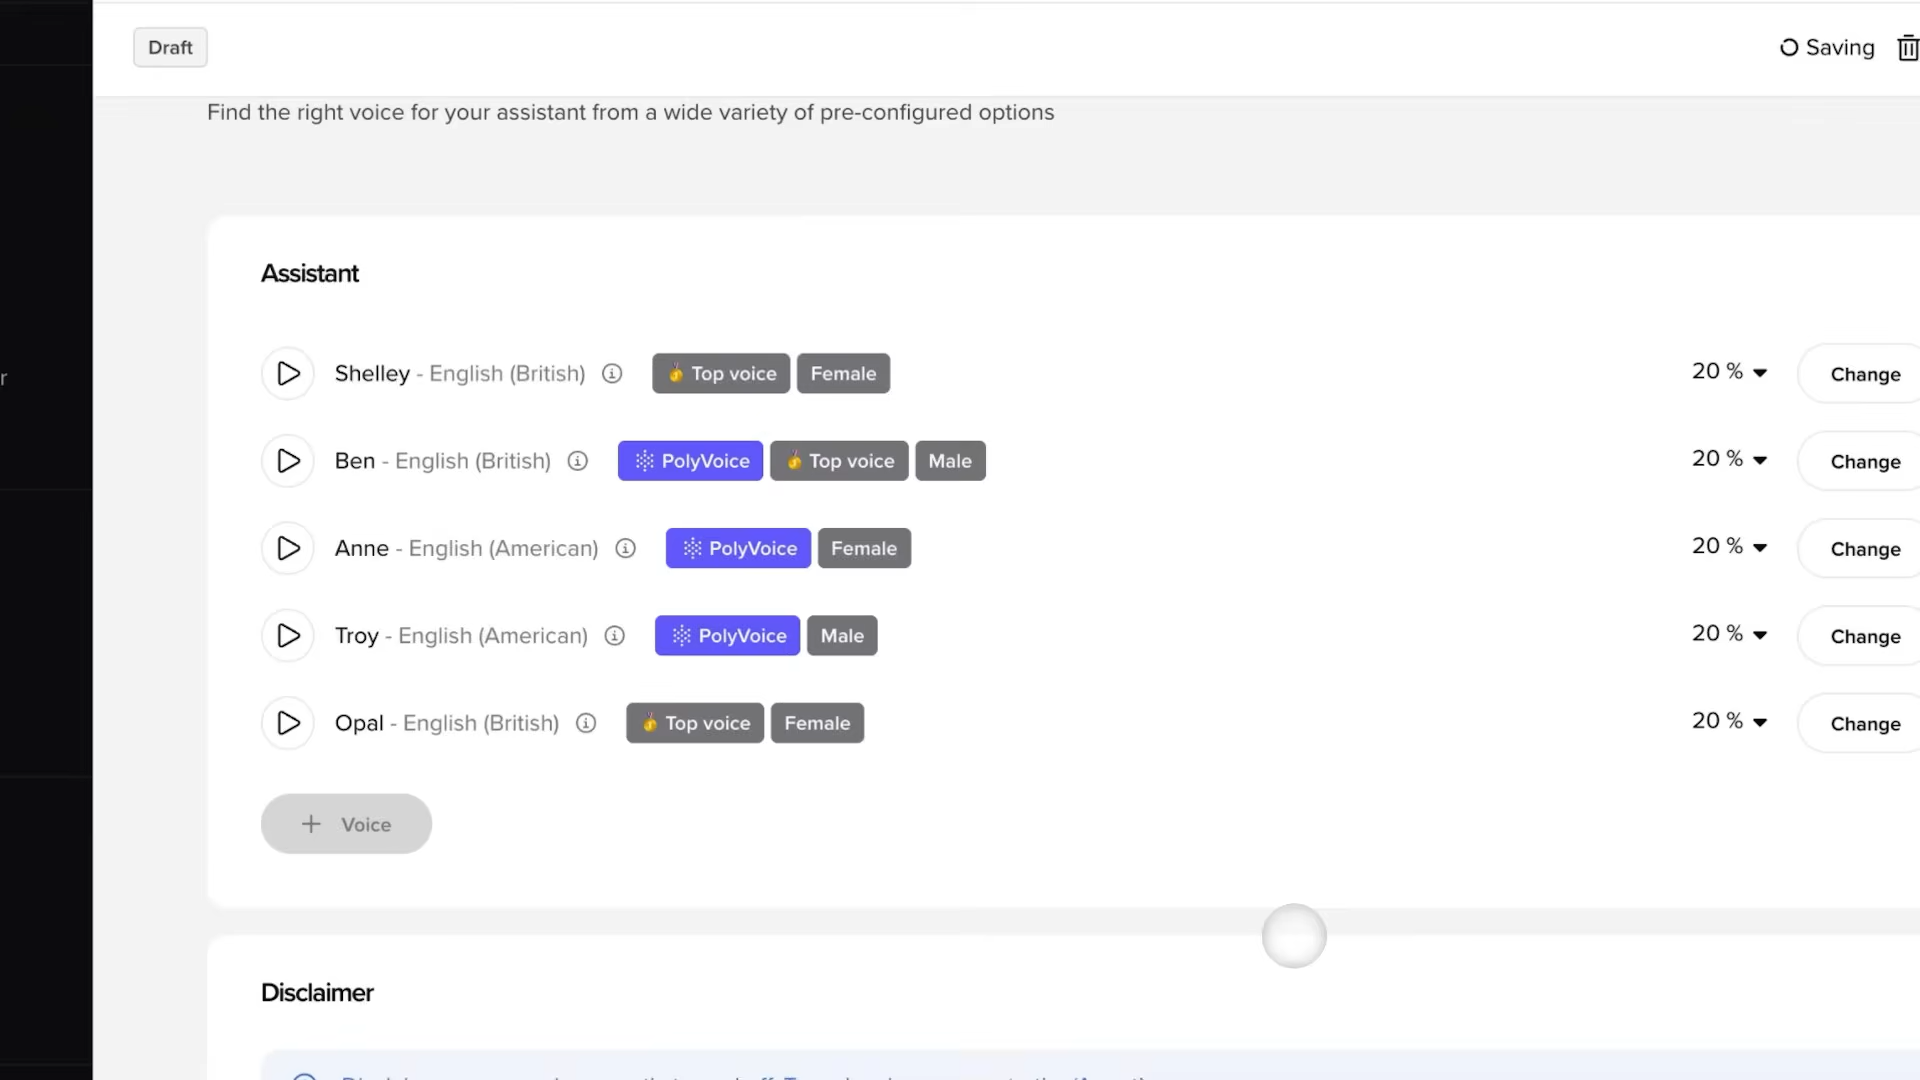 Draft
Saving
Find the right voice for your assistant from a wide variety of pre-configured options
Assistant
Shelley - English (British) Top voice Female 20 % Change
Ben - English (British) PolyVoice Top voice Male 20 % Change
r
Anne - English (American) PolyVoice Female 20 % Change
Troy - English (American) PolyVoice Male 20 % Change
Opal - English (British) Top voice Female 20 % Change
+ Voice
Disclaimer